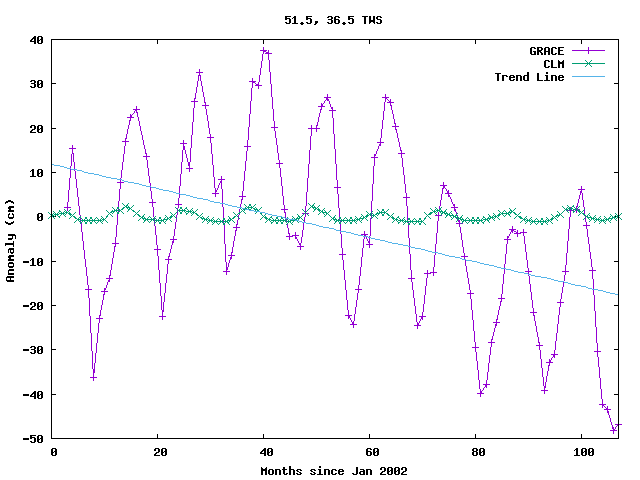 51.5, 36.5 TWS
GRACE
CLM
Trend Line
40
30
20
10
0
-10
-20
-30
-40
-50
Anomaly (cm)
0 20 40 60 80 100
Months since Jan 2002